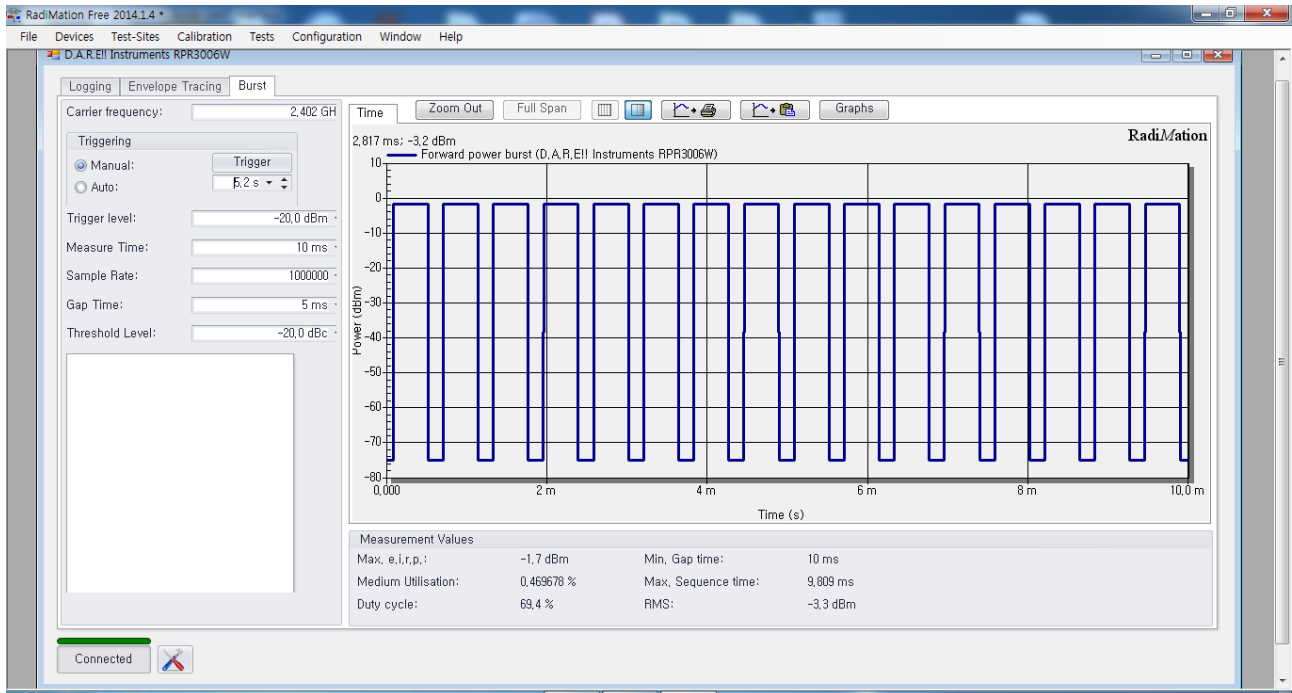 RadiMation Free 2014.1.4 *
File Devices Test-Sites Calibration Tests Configuration Window Help
D.A.R.E!! Instruments RPR3006W
Logging Envelope Tracing Burst
Carrier frequency: 2,402 GH
Triggering
Manual: Trigger
Auto: 5,2 s
Trigger level: -20,0 dBm
Measure Time: 10 ms
Sample Rate: 1000000
Gap Time: 5 ms
Threshold Level: -20,0 dBc
Time Zoom Out Full Span Graphs
2,817 ms; -3,2 dBm
RadiMation
Forward power burst (D,A,R,E!! Instruments RPR3006W)
10
0
-10
-20
-30
-40
-50
-60
-70
-80
Power (dBm)
0,000 2 m 4 m 6 m 8 m 10,0 m
Time (s)
Measurement Values
Max, e,i,r,p,: -1,7 dBm Min, Gap time: 10 ms
Medium Utilisation: 0,469678 % Max, Sequence time: 9,809 ms
Duty cycle: 69,4 % RMS: -3,3 dBm
Connected